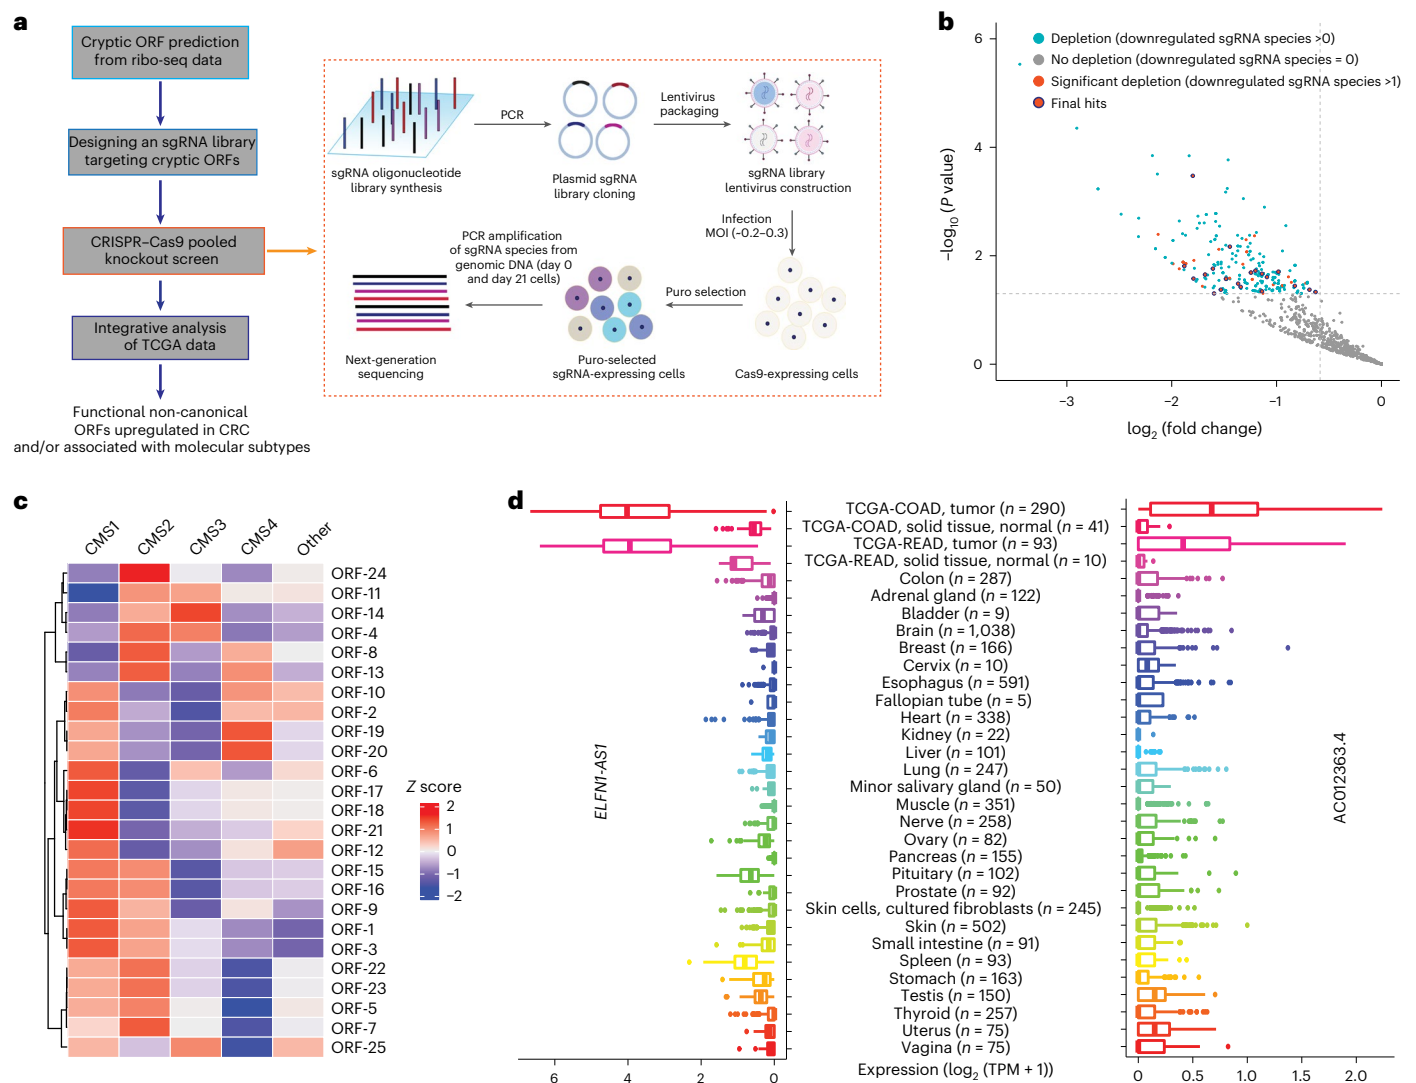 a
Cryptic ORF prediction
from ribo-seq data
Designing an sgRNA library
targeting cryptic ORFs
CRISPR–Cas9 pooled
knockout screen
Integrative analysis
of TCGA data
Functional non-canonical
ORFs upregulated in CRC
and/or associated with molecular subtypes
sgRNA oligonucleotide
library synthesis
PCR
Plasmid sgRNA
library cloning
Lentivirus
packaging
sgRNA library
lentivirus construction
Infection
MOI (~0.2–0.3)
Cas9-expressing cells
Puro selection
Puro-selected
sgRNA-expressing cells
PCR amplification
of sgRNA species from
genomic DNA (day 0
and day 21 cells)
Next-generation
sequencing
b
Depletion (downregulated sgRNA species >0)
No depletion (downregulated sgRNA species = 0)
Significant depletion (downregulated sgRNA species >1)
Final hits
−log10 (P value)
6
4
2
0
−3 −2 −1 0
log2 (fold change)
c
CMS1 CMS2 CMS3 CMS4 Other
ORF-24
ORF-11
ORF-14
ORF-4
ORF-8
ORF-13
ORF-10
ORF-2
ORF-19
ORF-20
ORF-6
ORF-17
ORF-18
ORF-21
ORF-12
ORF-15
ORF-16
ORF-9
ORF-1
ORF-3
ORF-22
ORF-23
ORF-5
ORF-7
ORF-25
Z score
2
1
0
−1
−2
d
ELFN1-AS1
TCGA-COAD, tumor (n = 290)
TCGA-COAD, solid tissue, normal (n = 41)
TCGA-READ, tumor (n = 93)
TCGA-READ, solid tissue, normal (n = 10)
Colon (n = 287)
Adrenal gland (n = 122)
Bladder (n = 9)
Brain (n = 1,038)
Breast (n = 166)
Cervix (n = 10)
Esophagus (n = 591)
Fallopian tube (n = 5)
Heart (n = 338)
Kidney (n = 22)
Liver (n = 101)
Lung (n = 247)
Minor salivary gland (n = 50)
Muscle (n = 351)
Nerve (n = 258)
Ovary (n = 82)
Pancreas (n = 155)
Pituitary (n = 102)
Prostate (n = 92)
Skin cells, cultured fibroblasts (n = 245)
Skin (n = 502)
Small intestine (n = 91)
Spleen (n = 93)
Stomach (n = 163)
Testis (n = 150)
Thyroid (n = 257)
Uterus (n = 75)
Vagina (n = 75)
AC012363.4
6 4 2 0
Expression (log2 (TPM + 1))
0 0.5 1.0 1.5 2.0